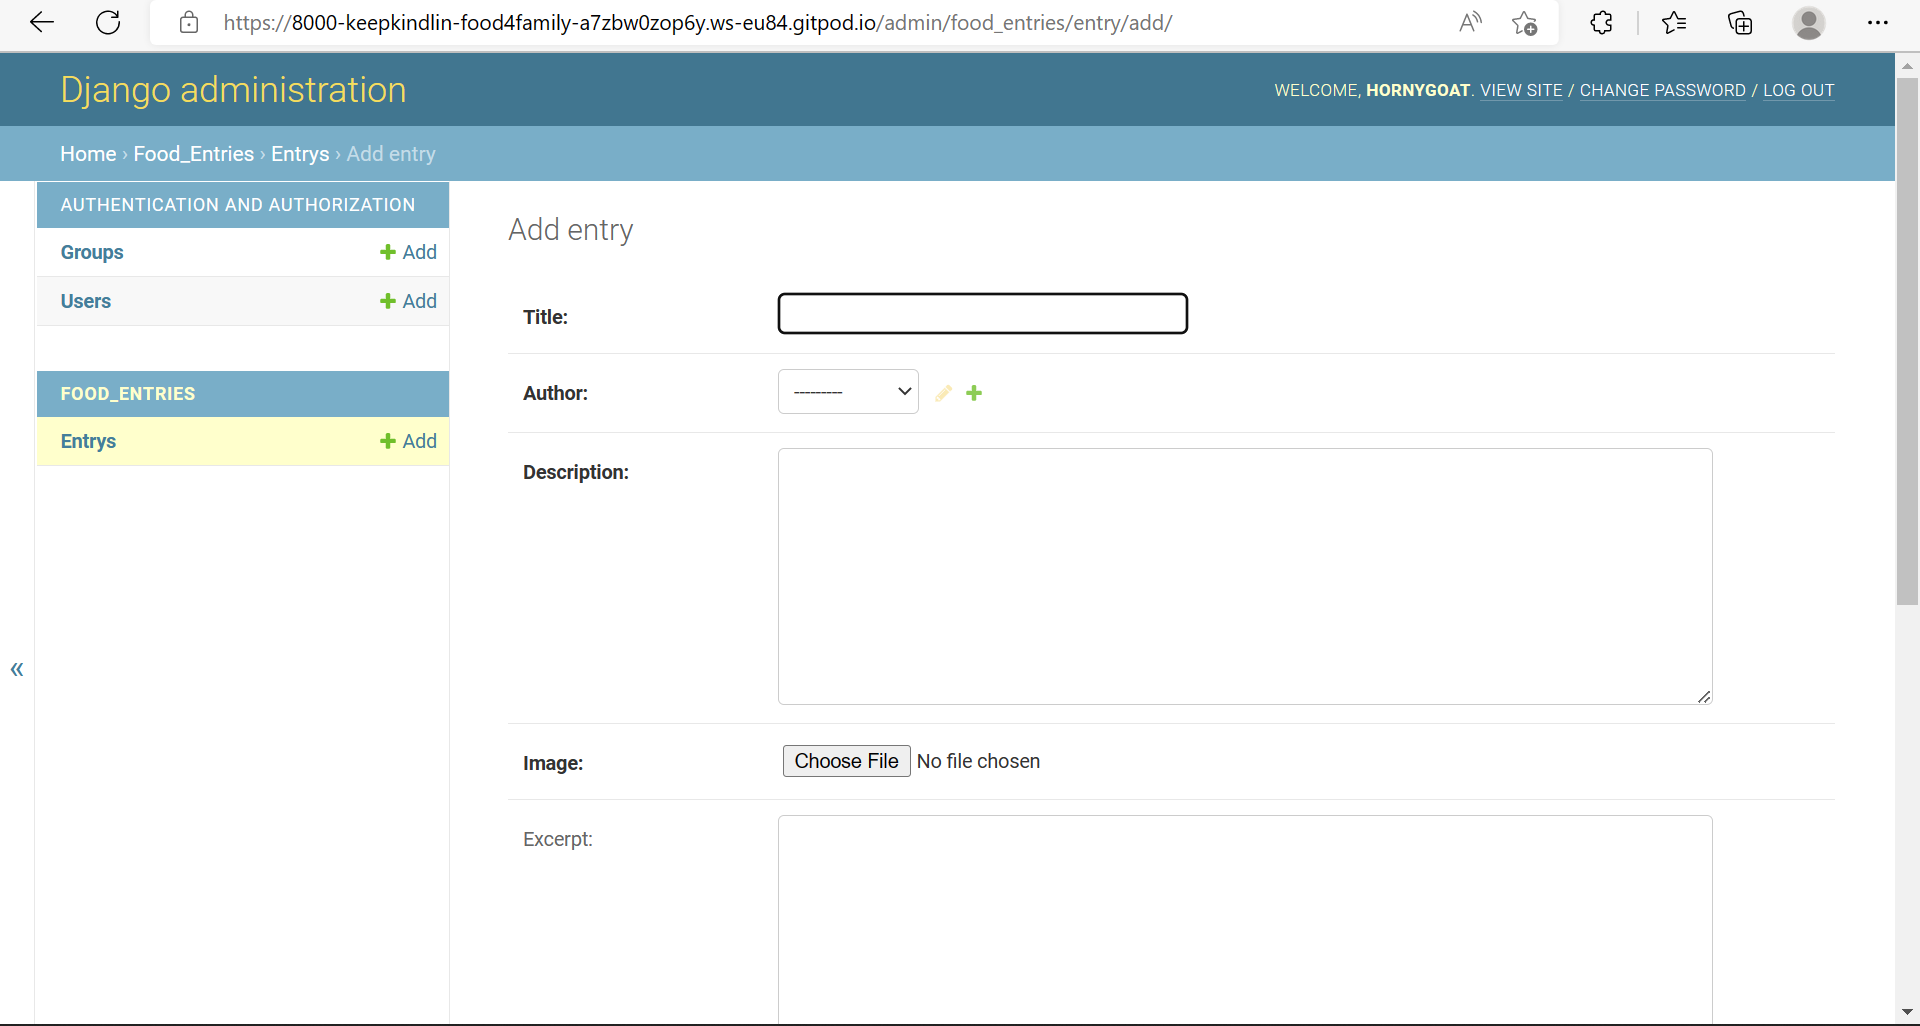 https://8000-keepkindlin-food4family-a7zbw0zop6y.ws-eu84.gitpod.io/admin/food_entries/entry/add/
Django administration
WELCOME, HORNYGOAT. VIEW SITE / CHANGE PASSWORD / LOG OUT
Home › Food_Entries › Entrys › Add entry
AUTHENTICATION AND AUTHORIZATION
Groups
Add
Users
Add
FOOD_ENTRIES
Entrys
Add
«
Add entry
Title:
Author:
---------
Description:
Image:
Choose File No file chosen
Excerpt: